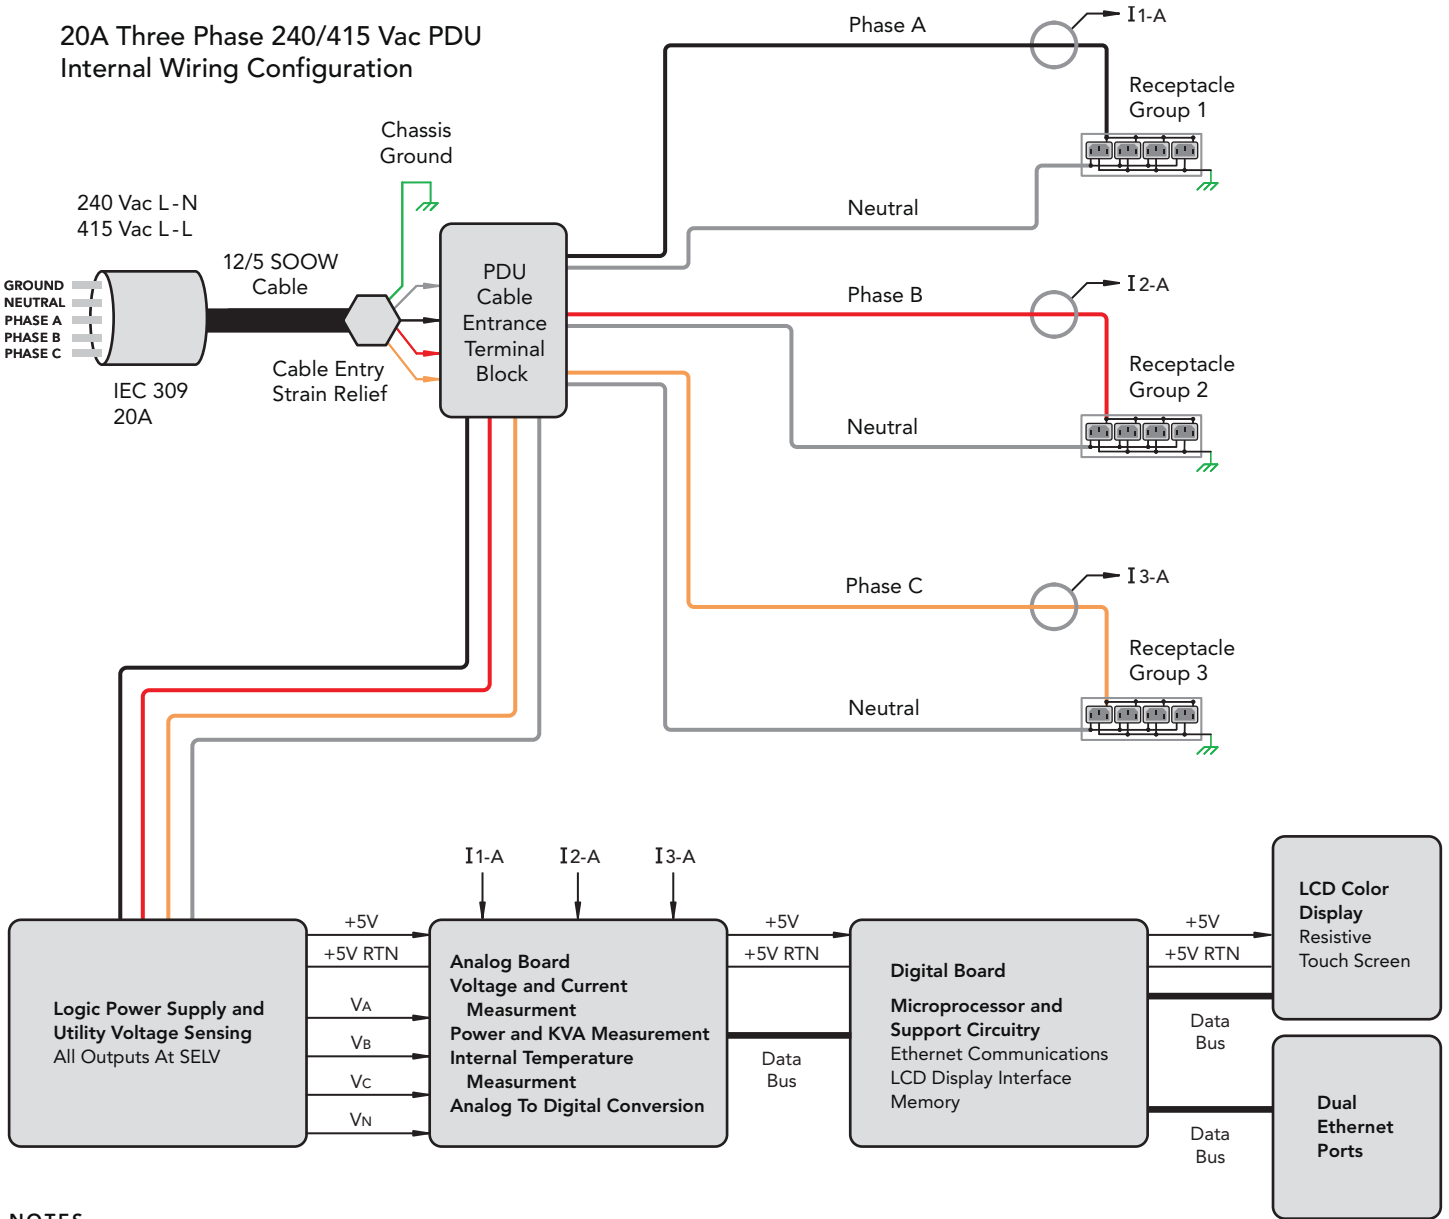 20A Three Phase 240/415 Vac PDU
Internal Wiring Configuration
Phase A
I1-A
Receptacle
Group 1
Chassis
Ground
240 Vac L-N
415 Vac L-L
12/5 SOOW
Cable
GROUND
NEUTRAL
PHASE A
PHASE B
PHASE C
IEC 309
20A
Cable Entry
Strain Relief
PDU
Cable
Entrance
Terminal
Block
Neutral
Phase B
I2-A
Receptacle
Group 2
Neutral
Phase C
I3-A
Receptacle
Group 3
Neutral
I1-A
I2-A
I3-A
Logic Power Supply and
Utility Voltage Sensing
All Outputs At SELV
+5V
+5V RTN
VA
VB
VC
VN
Analog Board
Voltage and Current
Measurment
Power and KVA Measurement
Internal Temperature
Measurment
Analog To Digital Conversion
+5V
+5V RTN
Data
Bus
Digital Board
Microprocessor and
Support Circuitry
Ethernet Communications
LCD Display Interface
Memory
+5V
+5V RTN
Data
Bus
Data
Bus
LCD Color
Display
Resistive
Touch Screen
Dual
Ethernet
Ports
NOTES